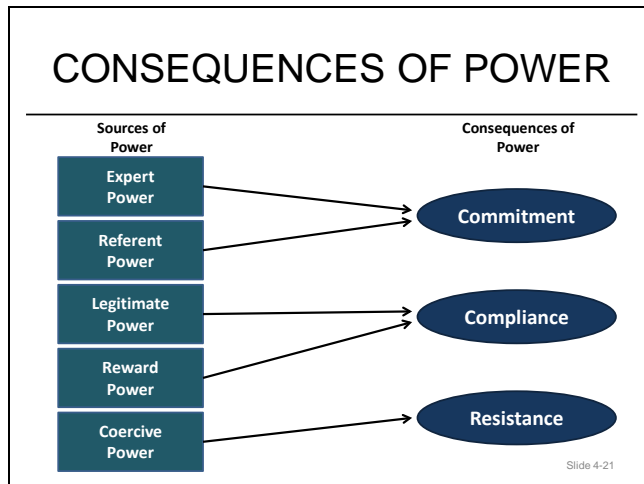 CONSEQUENCES OF POWER
Sources of
Power
Consequences of
Power
Expert
Power
Referent
Power
Legitimate
Power
Reward
Power
Coercive
Power
Commitment
Compliance
Resistance
Slide 4-21